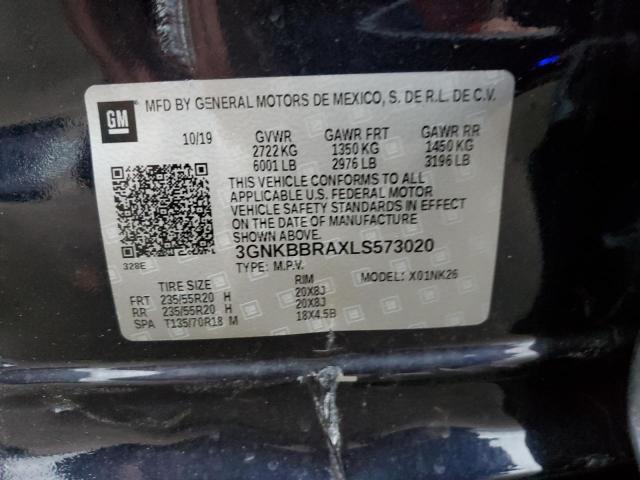 GM MFD BY GENERAL MOTORS DE MEXICO, S. DE R.L. DE C.V.
10/19 GVWR GAWR FRT GAWR RR
2722 KG 1350 KG 1450 KG
6001 LB 2976 LB 3196 LB
THIS VEHICLE CONFORMS TO ALL
APPLICABLE U.S. FEDERAL MOTOR
VEHICLE SAFETY STANDARDS IN EFFECT
ON THE DATE OF MANUFACTURE
SHOWN ABOVE.
328E 3GNKBBRAXLS573020
TYPE: M.P.V.
TIRE SIZE RIM MODEL: X01NK26
FRT 235/55R20 H 20X8J
RR 235/55R20 H 20X8J
SPA T135/70R18 M 18X4.5B